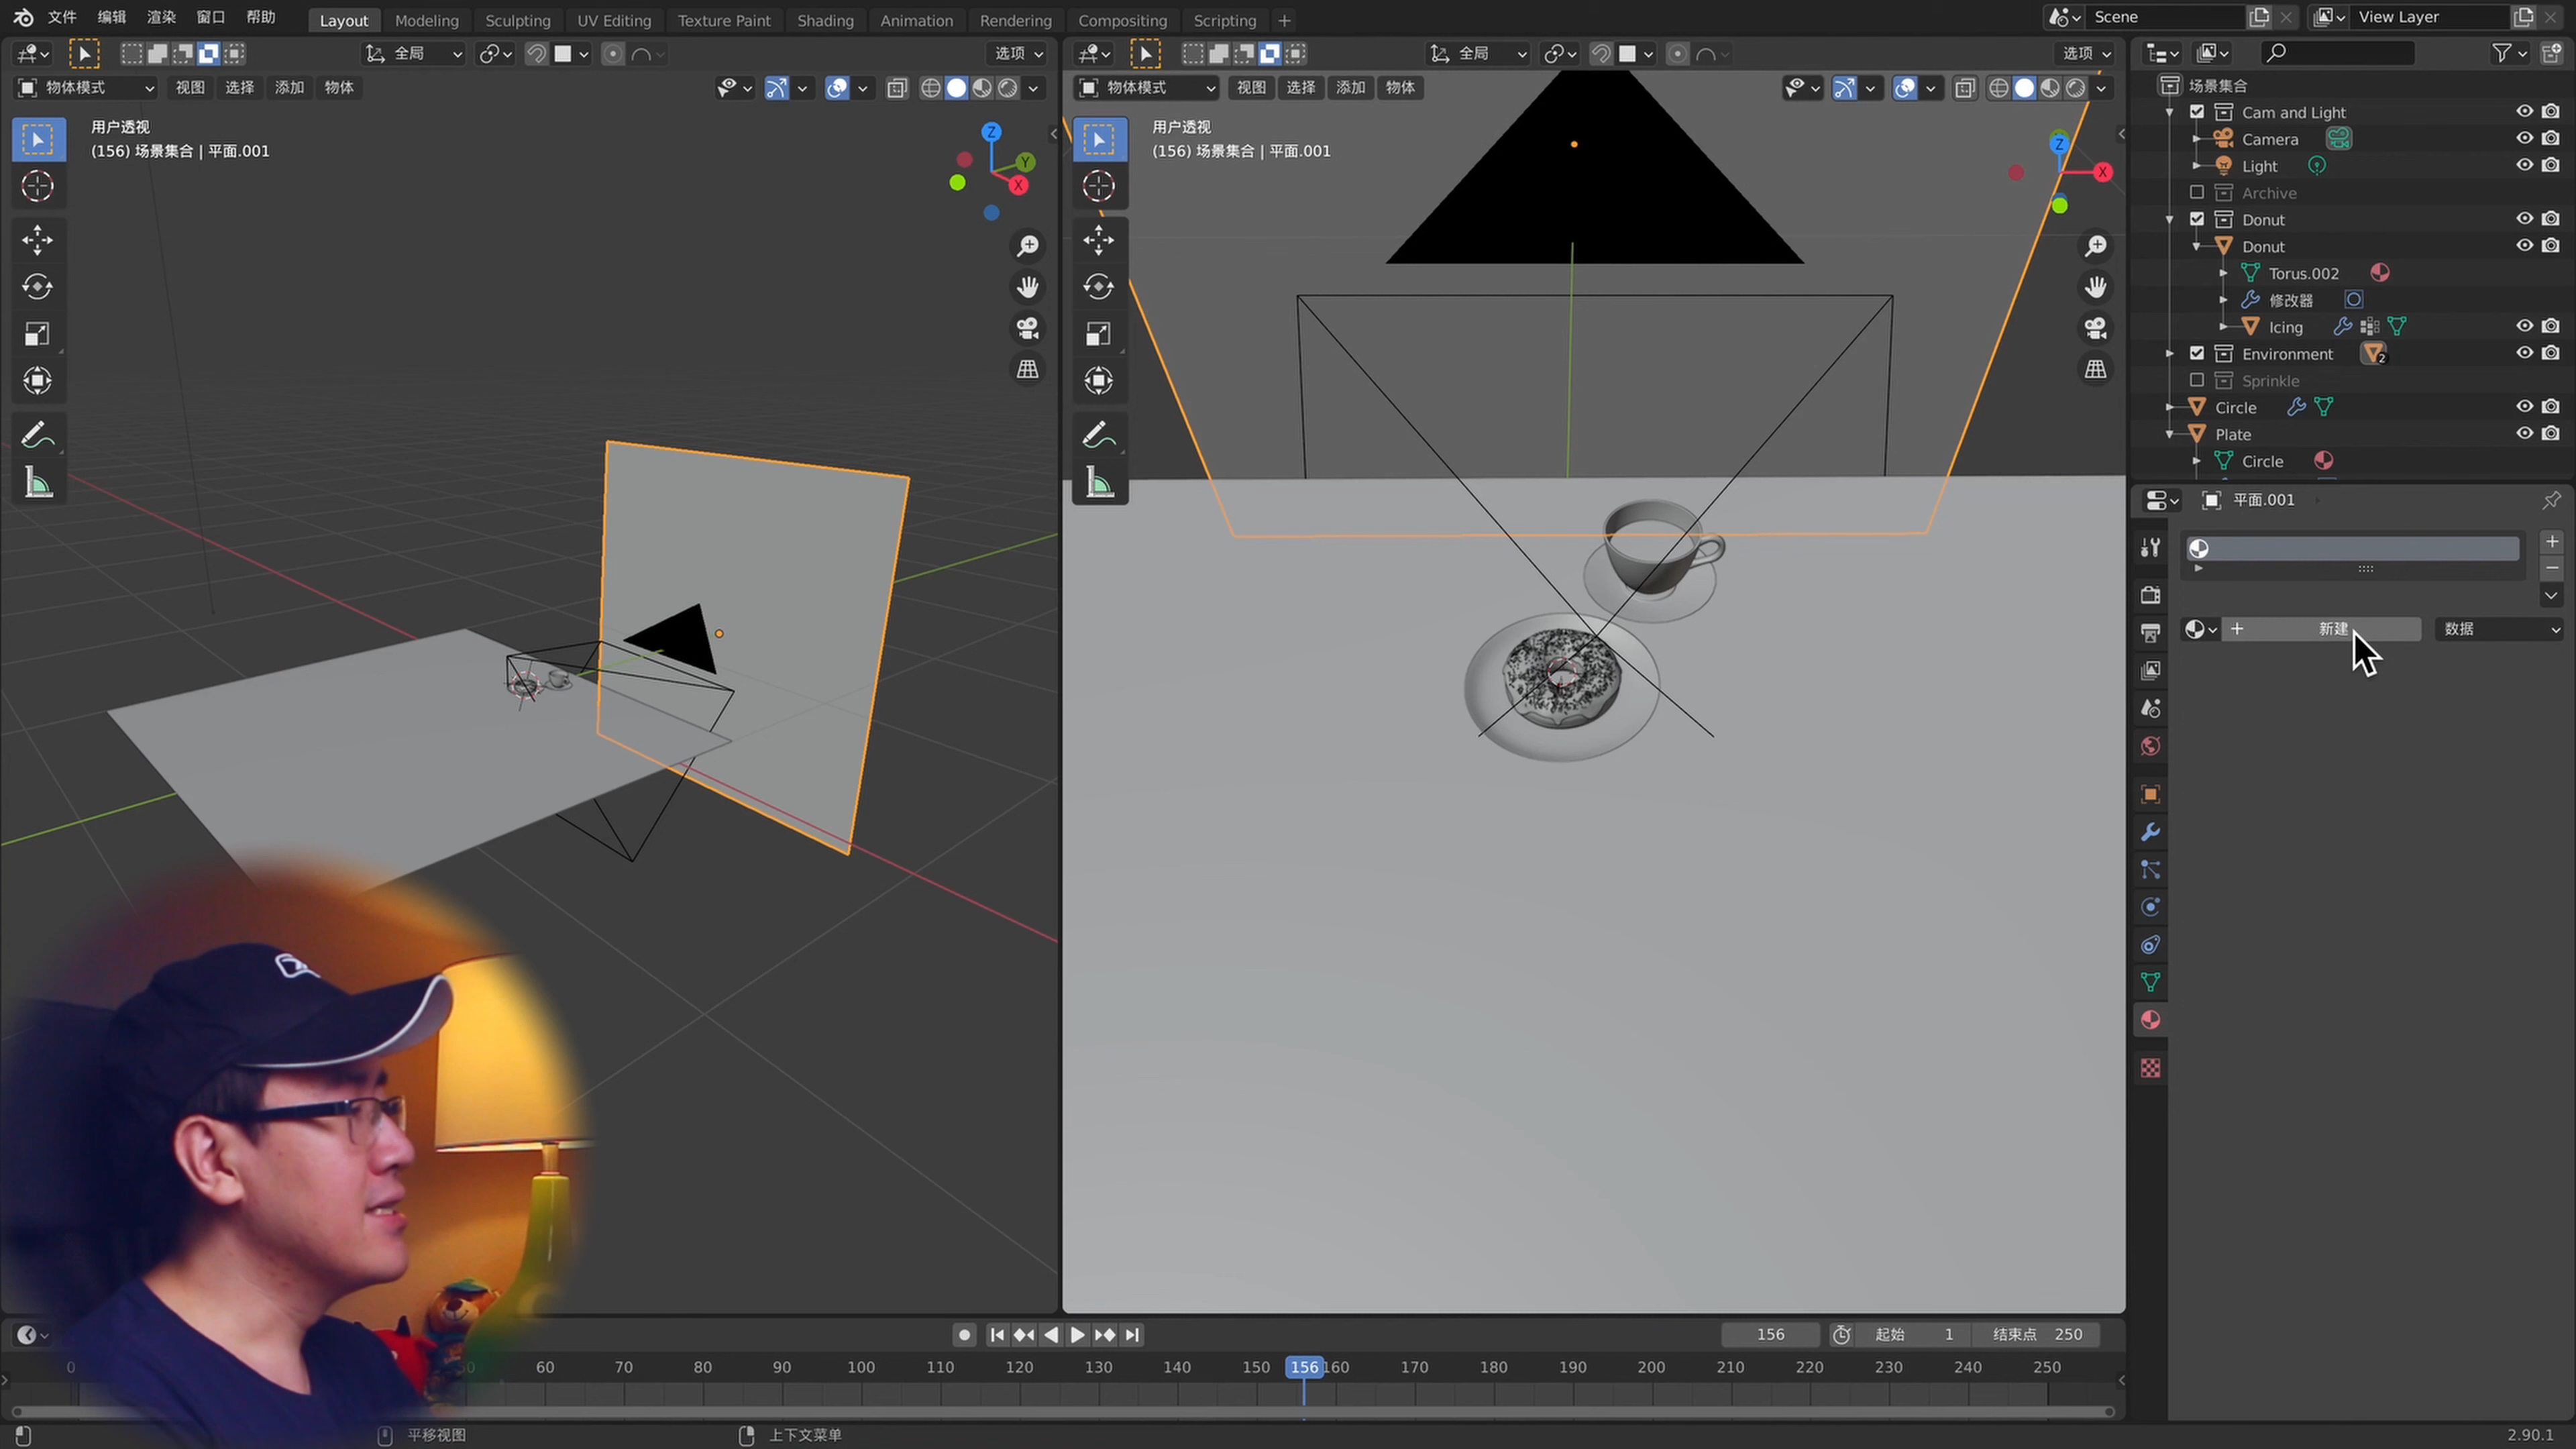 文件 编辑 渲染 窗口 帮助 Layout Modeling Sculpting UV Editing Texture Paint Shading Animation Rendering Compositing Scripting + Scene View Layer
全局 选项
物体模式 视图 选择 添加 物体
用户透视
(156) 场景集合 | 平面.001
Z
Y
X
全局 选项
物体模式 视图 选择 添加 物体
用户透视
(156) 场景集合 | 平面.001
Z
X
场景集合
Cam and Light
Camera
Light
Archive
Donut
Donut
Torus.002
修改器
Icing
Environment 2
Sprinkle
Circle
Plate
Circle
平面.001
新建 数据
156 起始 1 结束点 250
0 60 70 80 90 100 110 120 130 140 150 156 160 170 180 190 200 210 220 230 240 250
平移视图 上下文菜单 2.90.1